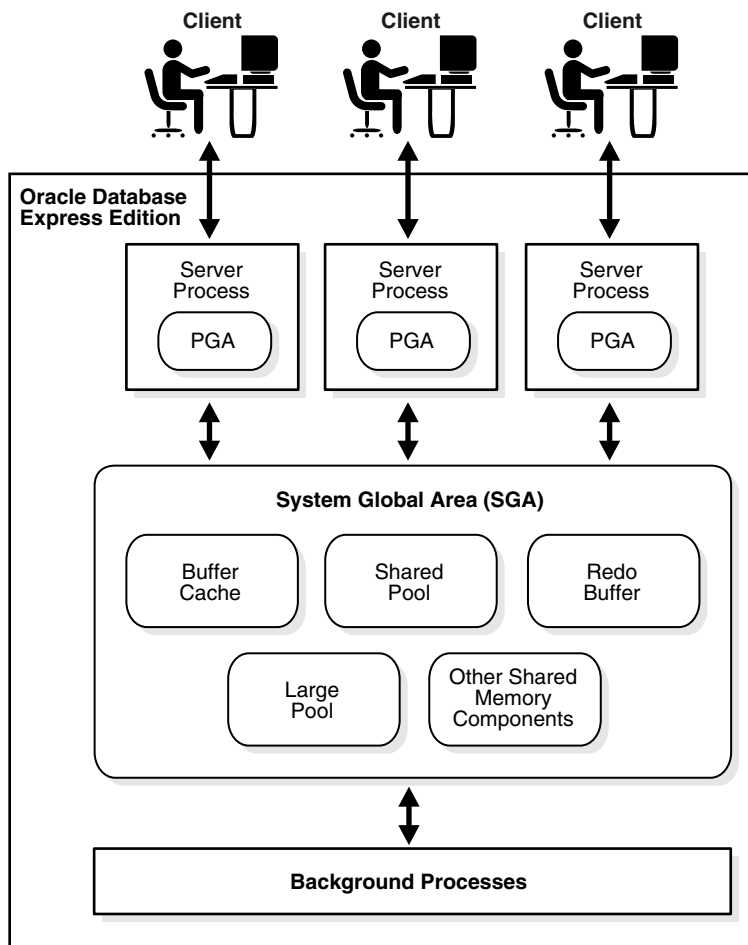 Client
Client
Client
Oracle Database
Express Edition
Server
Process
PGA
Server
Process
PGA
Server
Process
PGA
System Global Area (SGA)
Buffer
Cache
Shared
Pool
Redo
Buffer
Large
Pool
Other Shared
Memory
Components
Background Processes